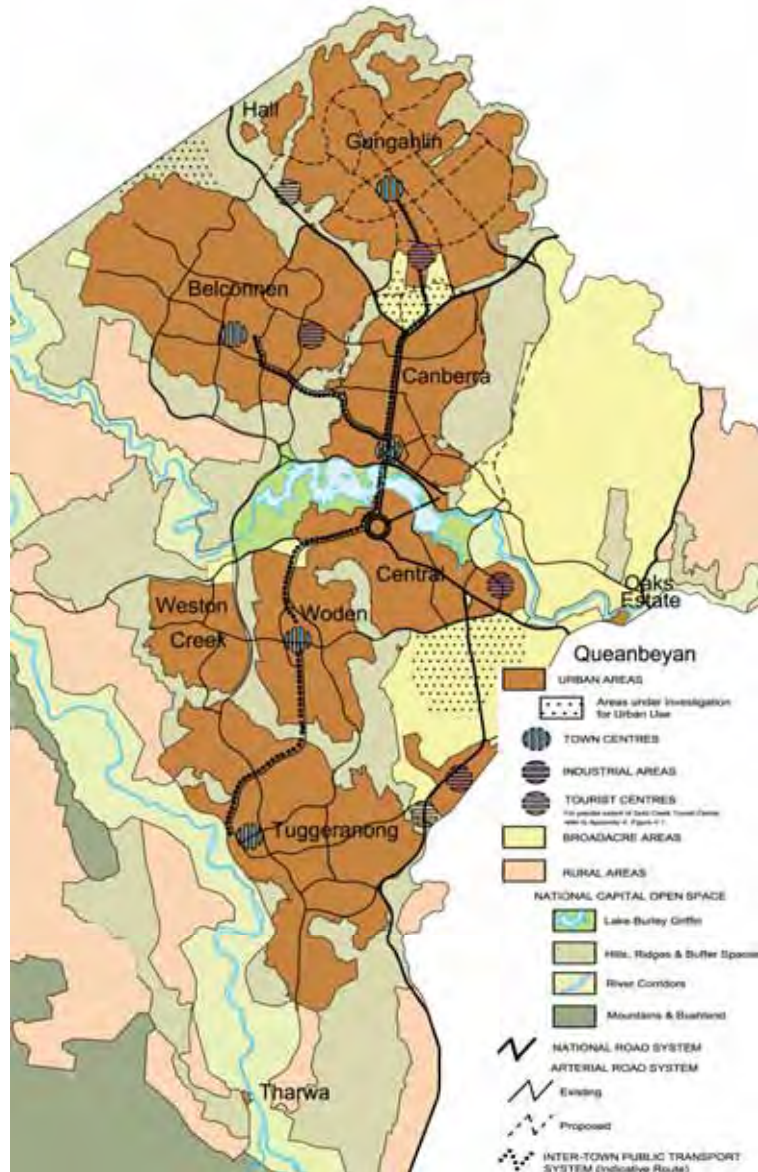 Hall
Gungahlin
Belconnen
Canberra
Central
Oaks
Estate
Weston
Creek
Woden
Queanbeyan
Tuggeranong
Tharwa
URBAN AREAS
Areas under Investigation
for Urban Use
TOWN CENTRES
INDUSTRIAL AREAS
TOURIST CENTRES
BROADACRE AREAS
RURAL AREAS
NATIONAL CAPITAL OPEN SPACE
Lake Burley Griffin
Hills, Ridges & Buffer Spaces
River Corridors
Mountains & Bushland
NATIONAL ROAD SYSTEM
ARTERIAL ROAD SYSTEM
Existing
Proposed
INTER-TOWN PUBLIC TRANSPORT
SYSTEM (Indicative Route)